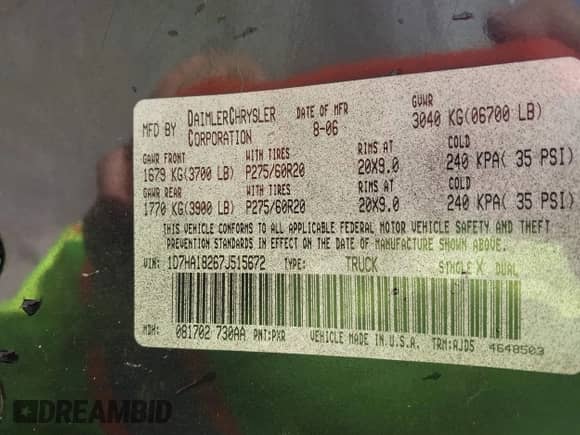 MFD BY DAIMLERCHRYSLER CORPORATION DATE OF MFR 8-06 GVWR 3040 KG(06700 LB)
GAWR FRONT WITH TIRES RIMS AT COLD
1679 KG(3700 LB) P275/60R20 20X9.0 240 KPA( 35 PSI)
GAWR REAR WITH TIRES RIMS AT COLD
1770 KG(3900 LB) P275/60R20 20X9.0 240 KPA( 35 PSI)
THIS VEHICLE CONFORMS TO ALL APPLICABLE FEDERAL MOTOR VEHICLE SAFETY AND THEFT
PREVENTION STANDARDS IN EFFECT ON THE DATE OF MANUFACTURE SHOWN ABOVE.
VIN: 1D7HA18267J515672 TYPE: TRUCK SINGLE X DUAL
MDH: 081702 730AA PNT:PXR VEHICLE MADE IN U.S.A. TRM:AJD5 4648503
DREAMBID